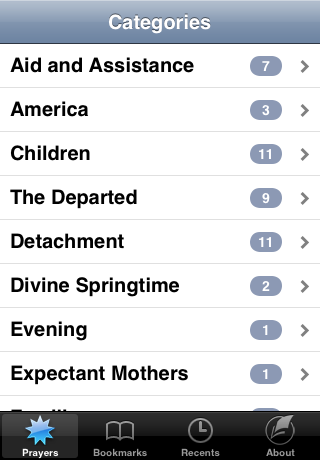 Categories
Aid and Assistance 7
America 3
Children 11
The Departed 9
Detachment 11
Divine Springtime 2
Evening 1
Expectant Mothers 1
Prayers Bookmarks Recents About